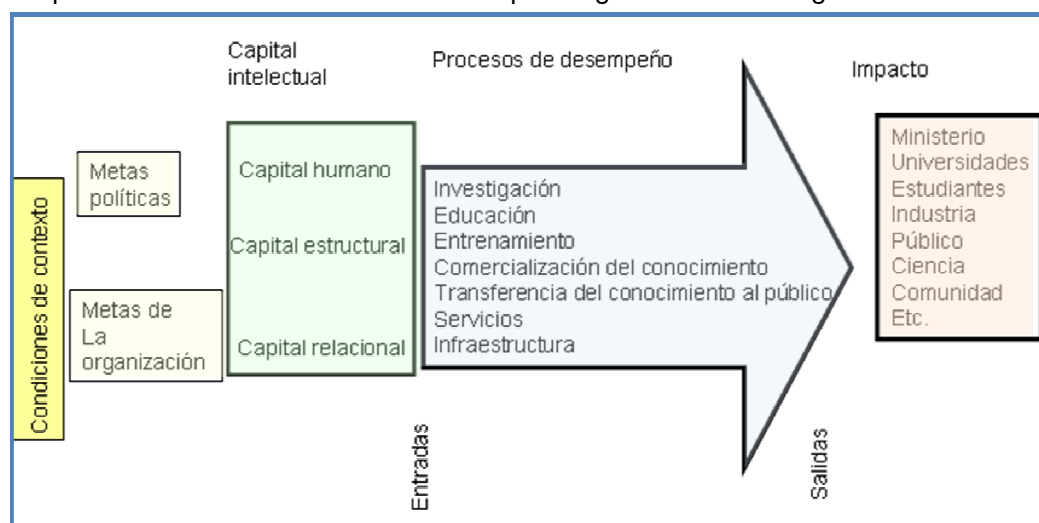 Capital
intelectual
Procesos de desempeño
Impacto
Condiciones de contexto
Metas
políticas
Metas de
La
organización
Capital humano
Capital estructural
Capital relacional
Investigación
Educación
Entrenamiento
Comercialización del conocimiento
Transferencia del conocimiento al público
Servicios
Infraestructura
Entradas
Salidas
Ministerio
Universidades
Estudiantes
Industria
Público
Ciencia
Comunidad
Etc.